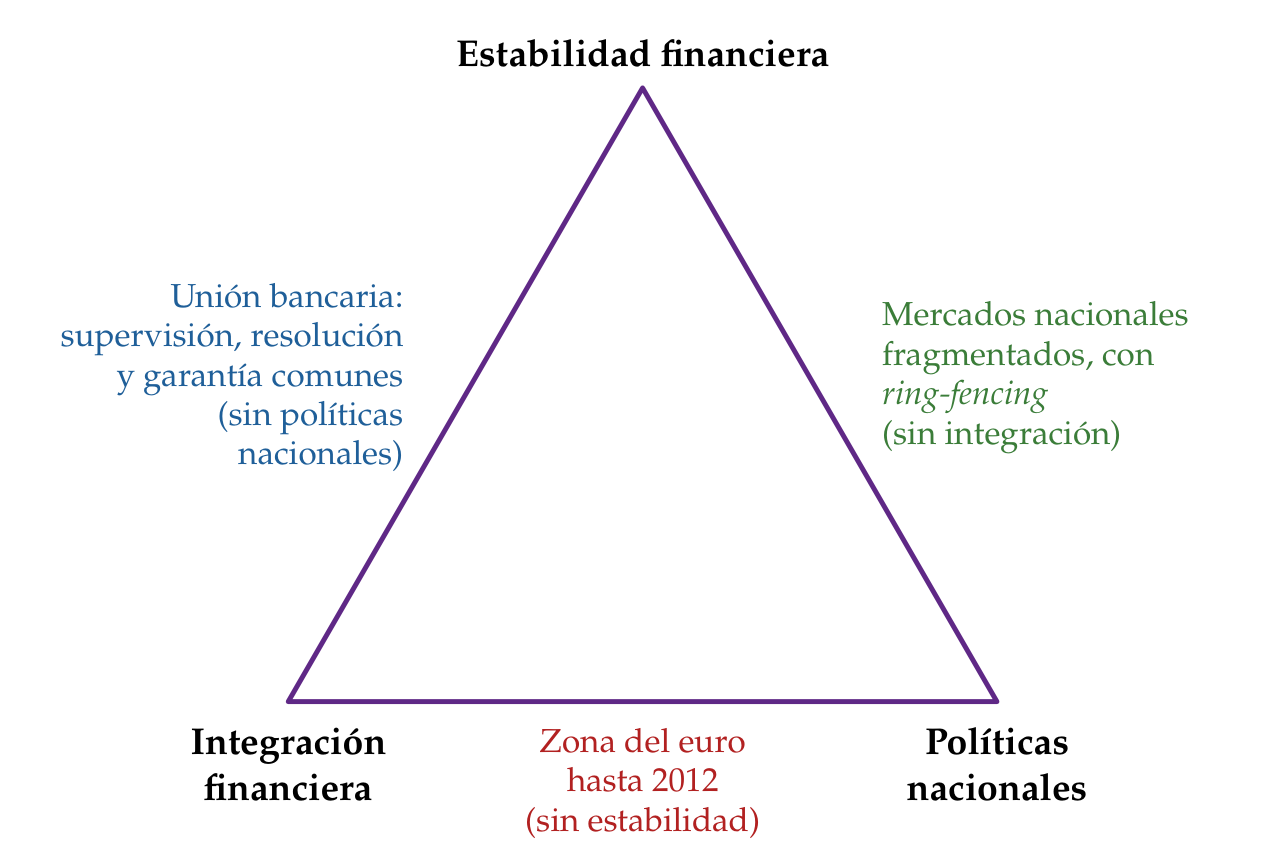 Estabilidad financiera
Unión bancaria:
supervisión, resolución
y garantía comunes
(sin políticas
nacionales)
Mercados nacionales
fragmentados, con
ring-fencing
(sin integración)
Integración
financiera
Zona del euro
hasta 2012
(sin estabilidad)
Políticas
nacionales